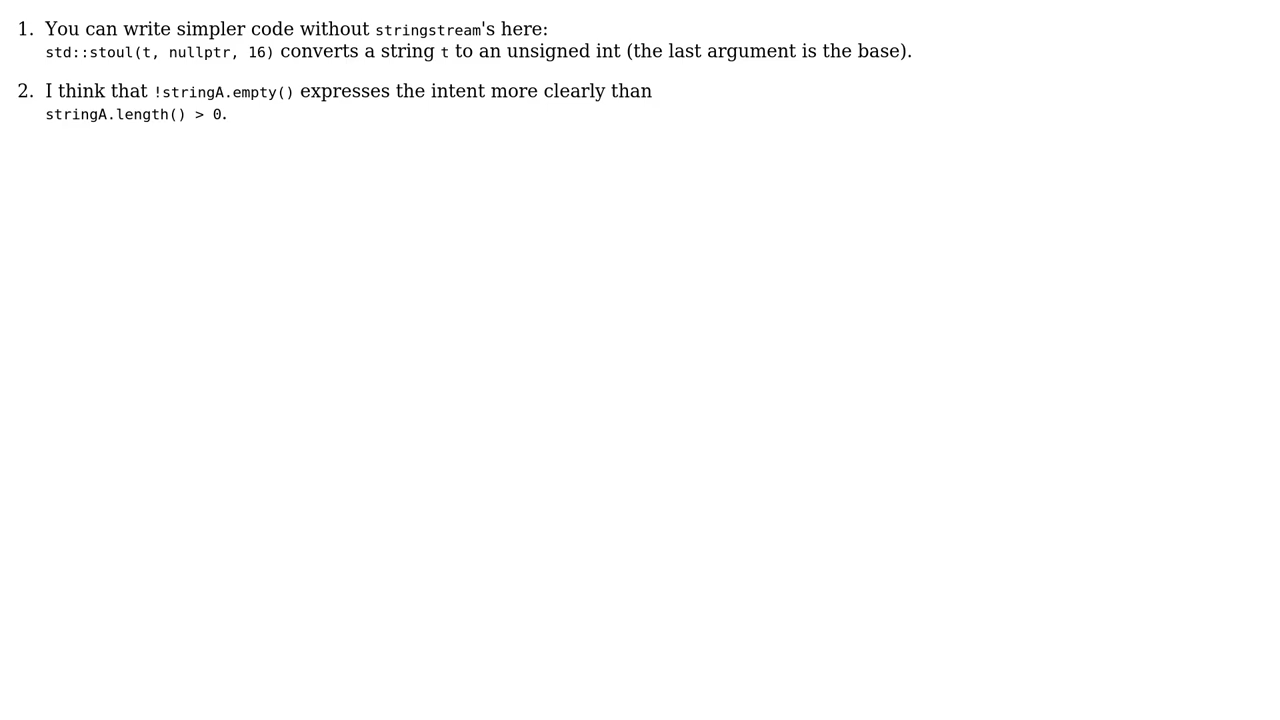 1. You can write simpler code without stringstream's here:
std::stoul(t, nullptr, 16) converts a string t to an unsigned int (the last argument is the base).
2. I think that !stringA.empty() expresses the intent more clearly than
stringA.length() > 0.